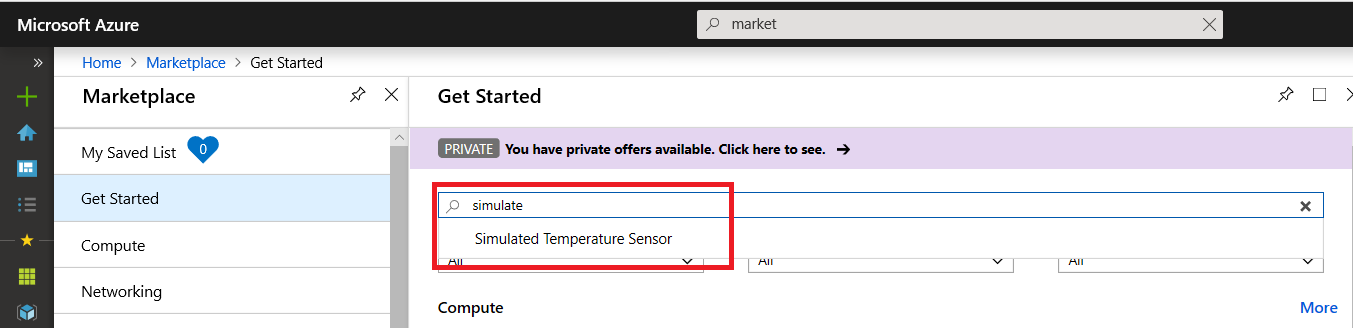 Microsoft Azure
market
Home > Marketplace > Get Started
Marketplace
Get Started
My Saved List 0
PRIVATE You have private offers available. Click here to see. →
Get Started
simulate
Compute
Simulated Temperature Sensor
All
All
All
Networking
Compute
More